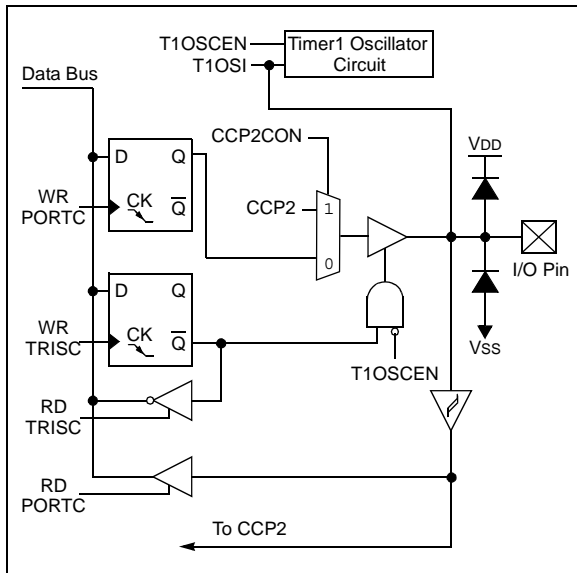 T1OSCEN
Timer1 Oscillator
Circuit
T1OSI
Data Bus
D
Q
CCP2CON
VDD
WR
PORTC
CK
Q
CCP2
1
0
I/O Pin
D
Q
WR
TRISC
CK
Q
VSS
T1OSCEN
RD
TRISC
RD
PORTC
To CCP2